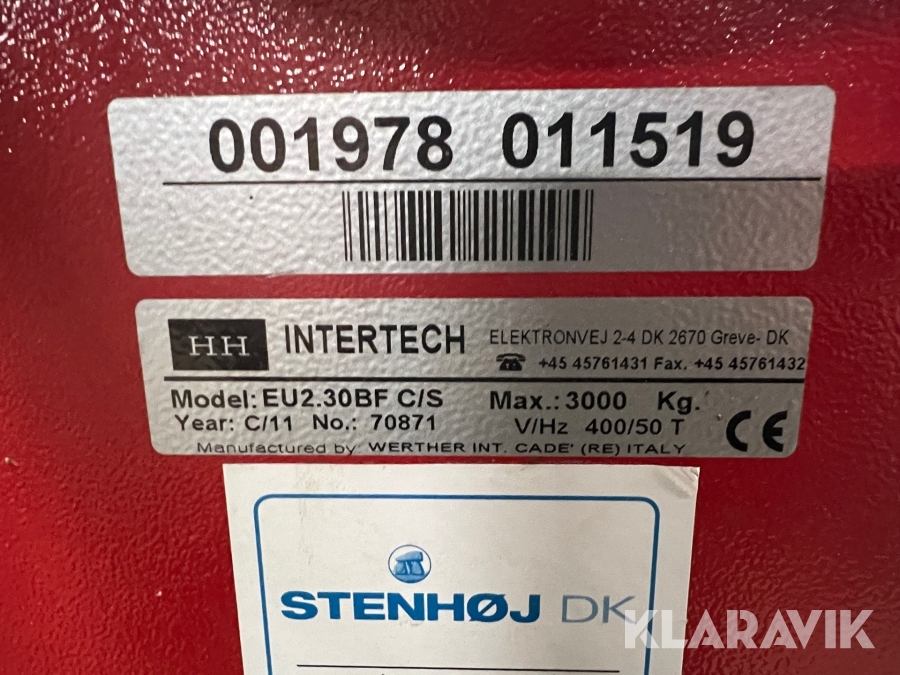 001978 011519
HH INTERTECH ELEKTRONVEJ 2-4 DK 2670 Greve- DK
☎ +45 45761431 Fax. +45 45761432
Model: EU2.30BF C/S Max.: 3000 Kg.
Year: C/11 No.: 70871 V/Hz 400/50 T CE
Manufactured by: WERTHER INT. CADE' (RE) ITALY
STENHØJ DK
KLARAVIK